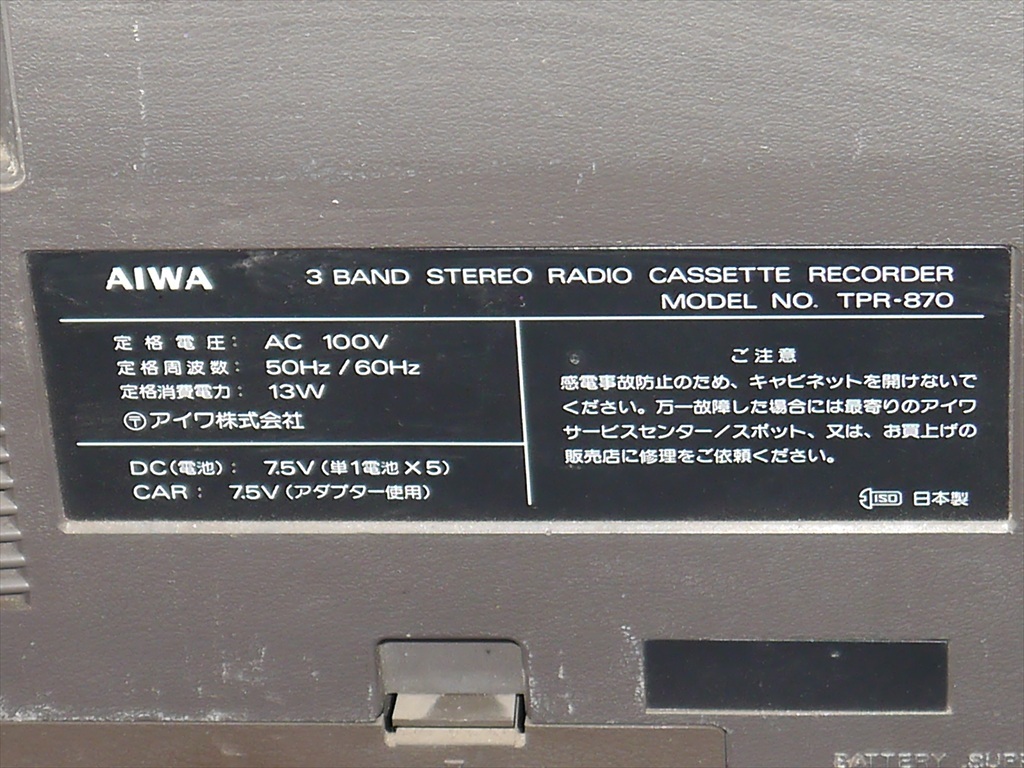 AIWA
3 BAND STEREO RADIO CASSETTE RECORDER
MODEL NO. TPR-870
定格電圧: AC 100V
定格周波数: 50Hz/60Hz
定格消費電力: 13W
〶アイワ株式会社
DC(電池): 7.5V(単1電池×5)
CAR: 7.5V(アダプター使用)
ご注意
感電事故防止のため、キャビネットを開けないで
ください。万一故障した場合には最寄りのアイワ
サービスセンター/スポット、又は、お買上げの
販売店に修理をご依頼ください。
ISO 日本製
BATTERY